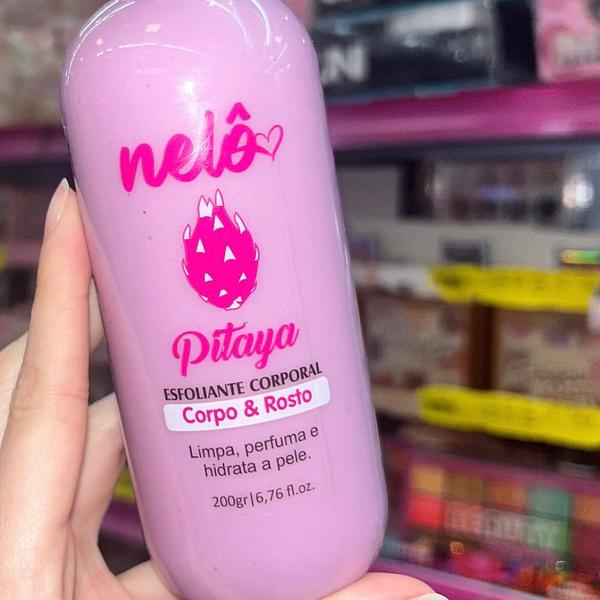 nelô
Pitaya
ESFOLIANTE CORPORAL
Corpo & Rosto
Limpa, perfuma e
hidrata a pele.
200gr|6,76 fl.oz.